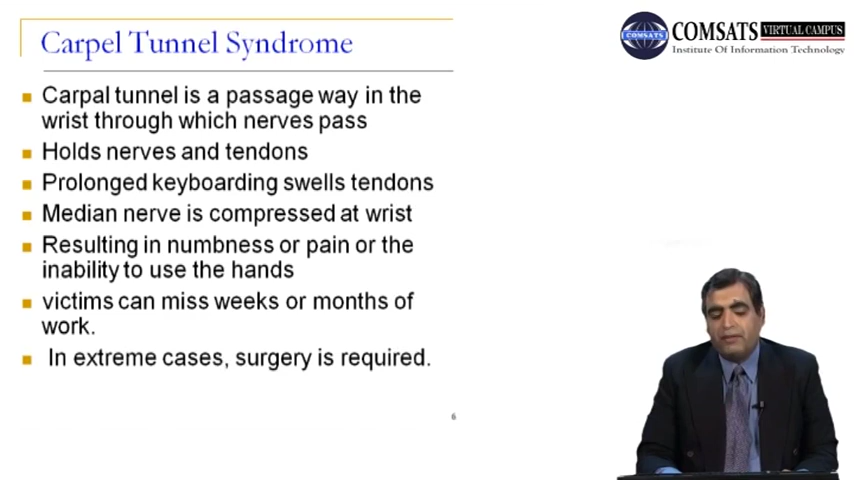 Carpel Tunnel Syndrome
COMSATS
COMSATS VIRTUAL CAMPUS
Institute Of Information Technology
Carpal tunnel is a passage way in the
wrist through which nerves pass
Holds nerves and tendons
Prolonged keyboarding swells tendons
Median nerve is compressed at wrist
Resulting in numbness or pain or the
inability to use the hands
victims can miss weeks or months of
work.
In extreme cases, surgery is required.
6